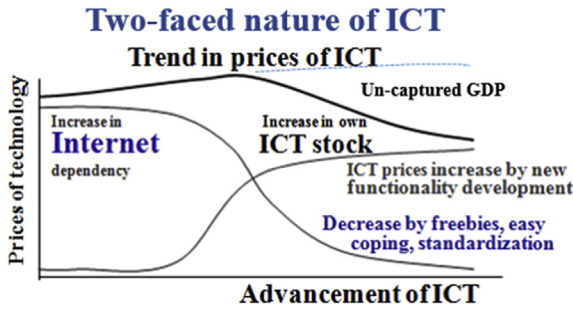 Two-faced nature of ICT
Trend in prices of ICT
Un-captured GDP
Increase in
Internet
dependency
Increase in own
ICT stock
ICT prices increase by new
functionality development
Decrease by freebies, easy
coping, standardization
Prices of technology
Advancement of ICT